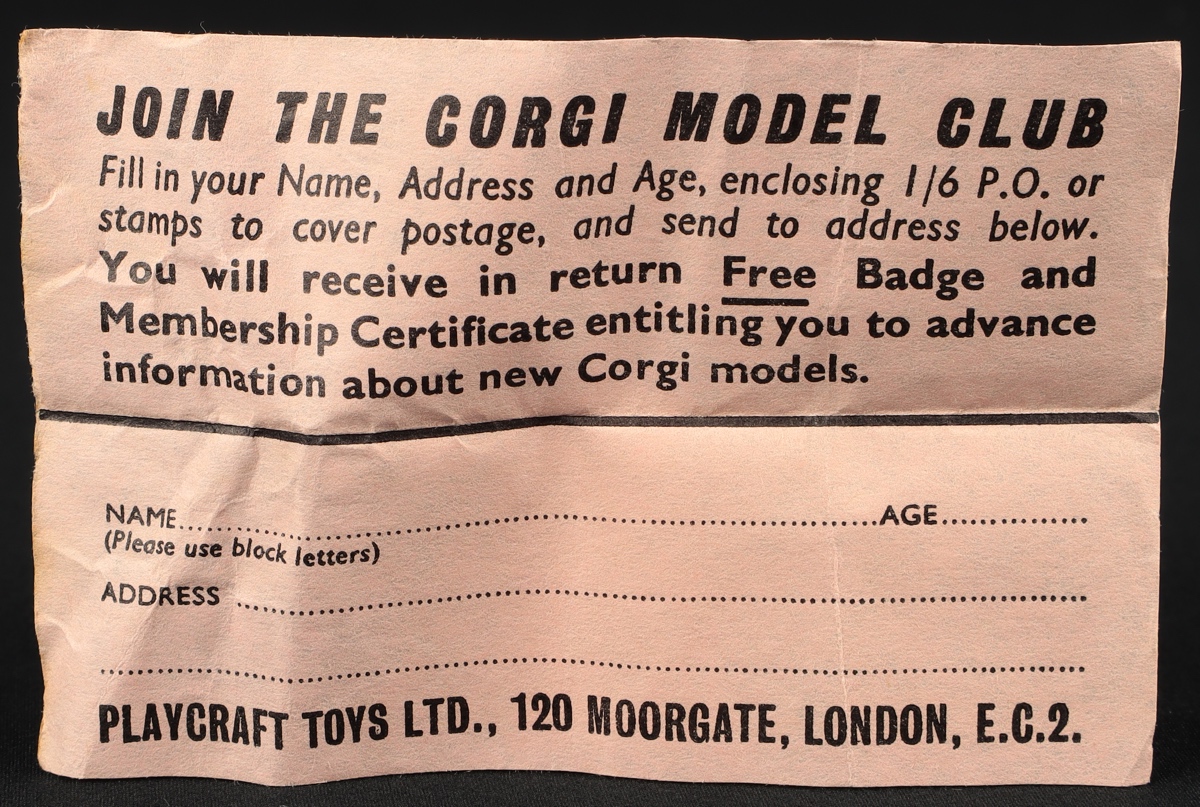 JOIN THE CORGI MODEL CLUB
Fill in your Name, Address and Age, enclosing 1/6 P.O. or
stamps to cover postage, and send to address below.
You will receive in return Free Badge and
Membership Certificate entitling you to advance
information about new Corgi models.
NAME........................................................................AGE...............
(Please use block letters)
ADDRESS ....................................................................................
....................................................................................................
PLAYCRAFT TOYS LTD., 120 MOORGATE, LONDON, E.C.2.